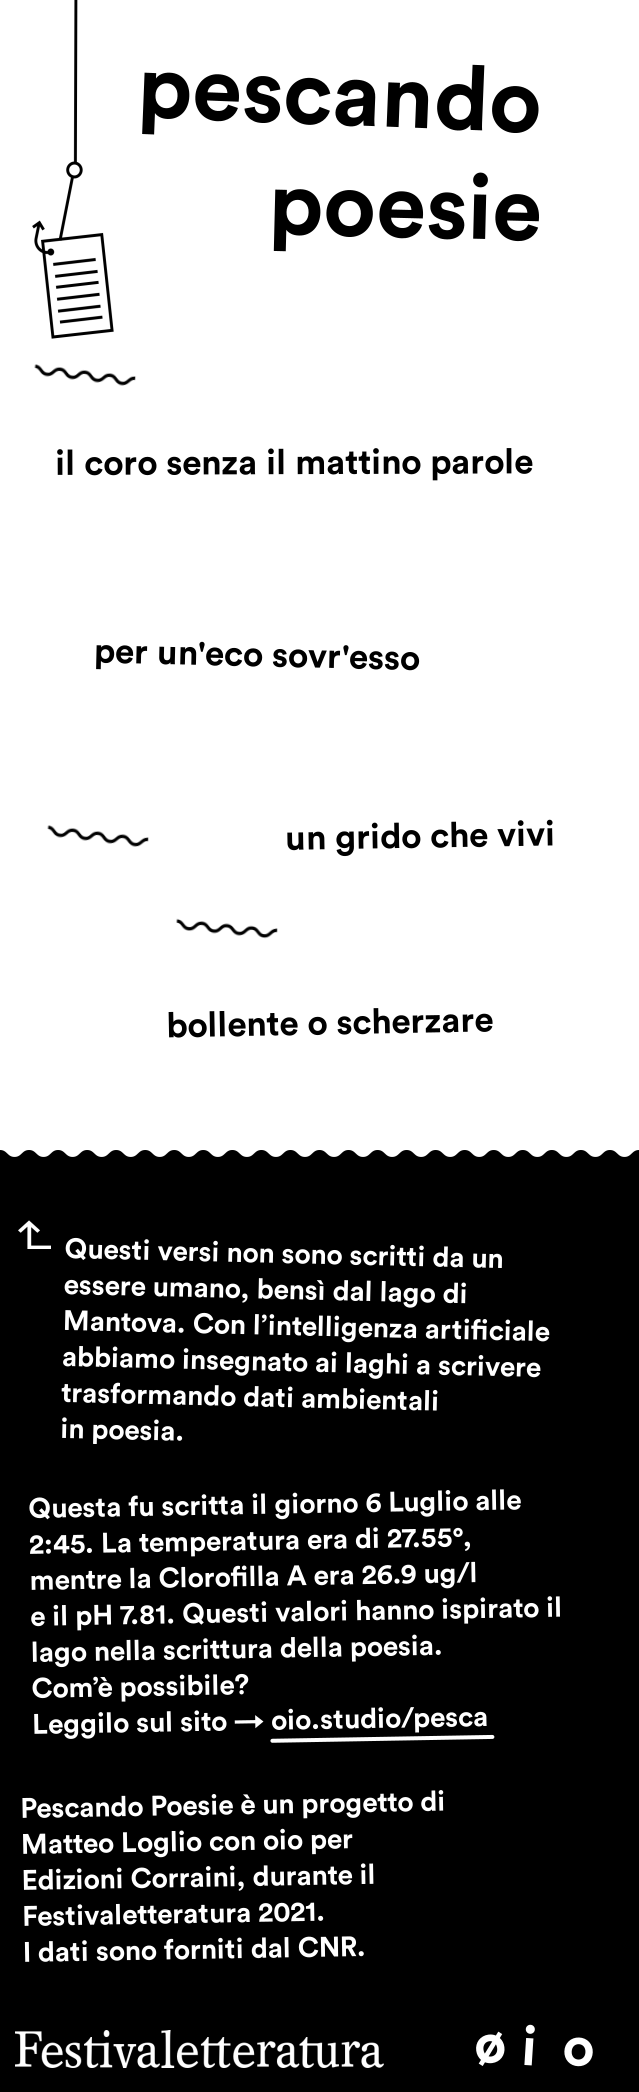 pescando
poesie
il coro senza il mattino parole
per un'eco sovr'esso
un grido che vivi
bollente o scherzare
Questi versi non sono scritti da un
essere umano, bensì dal lago di
Mantova. Con l’intelligenza artificiale
abbiamo insegnato ai laghi a scrivere
trasformando dati ambientali
in poesia.
Questa fu scritta il giorno 6 Luglio alle
2:45. La temperatura era di 27.55°,
mentre la Clorofilla A era 26.9 ug/l
e il pH 7.81. Questi valori hanno ispirato il
lago nella scrittura della poesia.
Com’è possibile?
Leggilo sul sito → oio.studio/pesca
Pescando Poesie è un progetto di
Matteo Loglio con oio per
Edizioni Corraini, durante il
Festivaletteratura 2021.
I dati sono forniti dal CNR.
Festivaletteratura øio